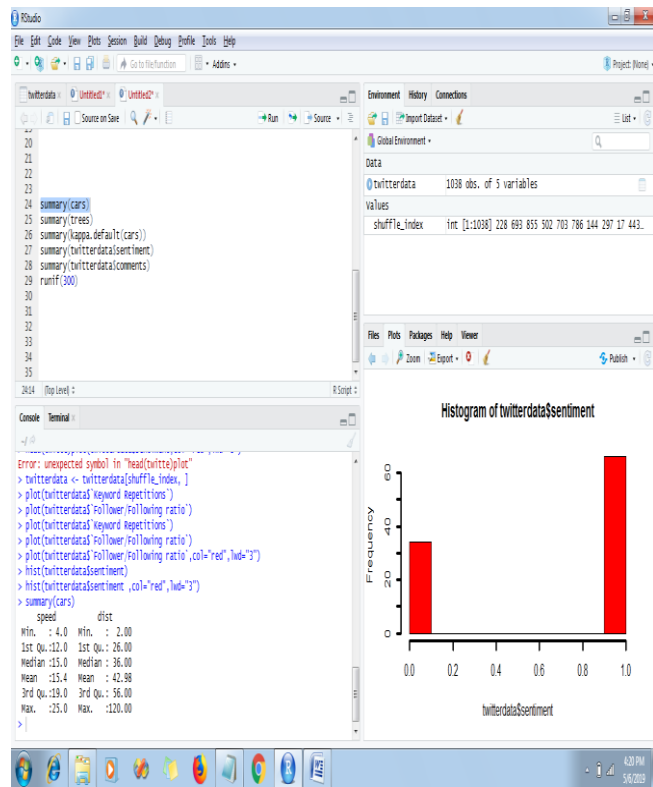 RStudio
File Edit Code View Plots Session Build Debug Profile Tools Help
Go to file/function Addins
Project: (None)
twitterdata Untitled1* Untitled2*
Source on Save Run Source
20
21
22
23
24 summary(cars)
25 summary(trees)
26 summary(kappa.default(cars))
27 summary(twitterdata$sentiment)
28 summary(twitterdata$comments)
29 runif(300)
30
31
32
33
34
35
24:14 (Top Level) R Script
Console Terminal
~/
Error: unexpected symbol in "head(twitte)plot"
> twitterdata <- twitterdata[shuffle_index, ]
> plot(twitterdata$`Keyword Repetitions`)
> plot(twitterdata$`Follower/Following ratio`)
> plot(twitterdata$`Keyword Repetitions`)
> plot(twitterdata$`Follower/Following ratio`)
> plot(twitterdata$`Follower/Following ratio`,col="red",lwd="3")
> hist(twitterdata$sentiment)
> hist(twitterdata$sentiment ,col="red",lwd="3")
> summary(cars)
speed dist
Min. : 4.0 Min. : 2.00
1st Qu.:12.0 1st Qu.: 26.00
Median :15.0 Median : 36.00
Mean :15.4 Mean : 42.98
3rd Qu.:19.0 3rd Qu.: 56.00
Max. :25.0 Max. :120.00
>
Environment History Connections
Import Dataset List
Global Environment
Data
twitterdata 1038 obs. of 5 variables
Values
shuffle_index int [1:1038] 228 693 855 502 703 786 144 297 17 443…
Files Plots Packages Help Viewer
Zoom Export Publish
Histogram of twitterdata$sentiment
Frequency
60
40
20
0
0.0 0.2 0.4 0.6 0.8 1.0
twitterdata$sentiment
4:20 PM
5/6/2019